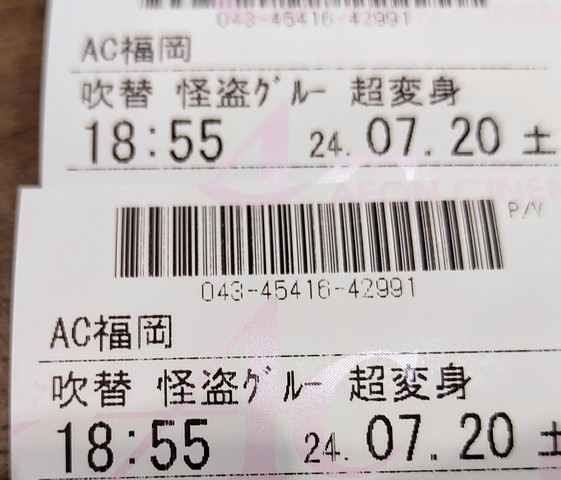 043-45416-42991
AC福岡
吹替 怪盗グルー 超変身
18:55 24.07.20 土
AEON CINEM
P/V
043-45416-42991
AC福岡
吹替 怪盗グルー 超変身
18:55 24.07.20 土